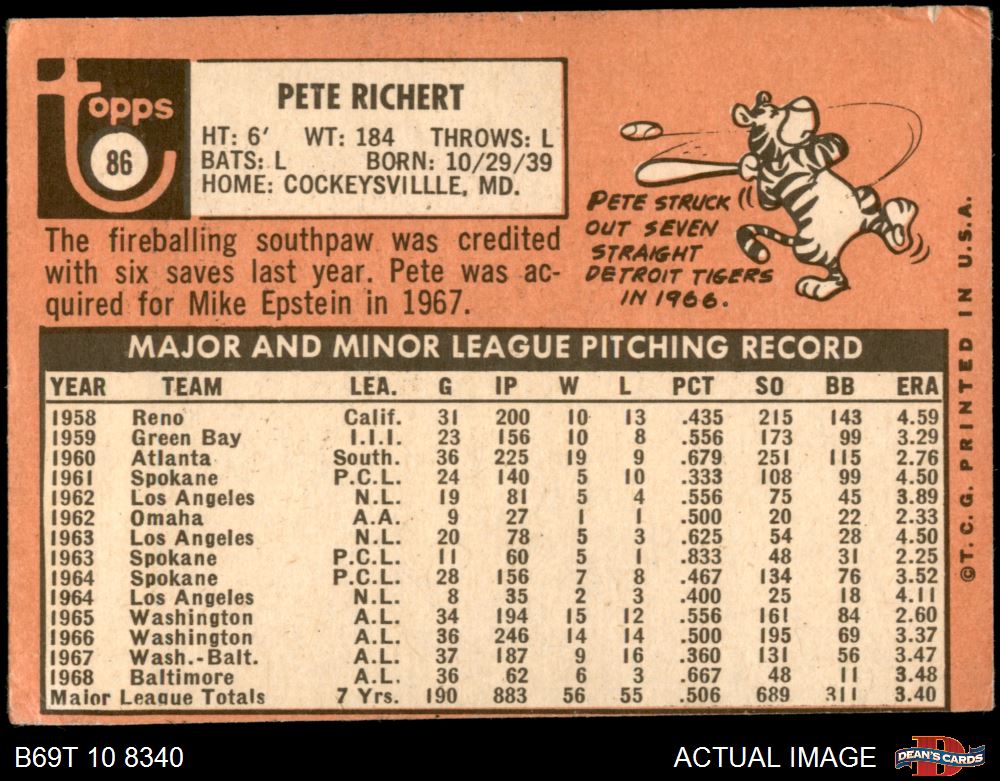 topps
86
PETE RICHERT
HT: 6' WT: 184 THROWS: L
BATS: L BORN: 10/29/39
HOME: COCKEYSVILLLE, MD.
The fireballing southpaw was credited
with six saves last year. Pete was ac-
quired for Mike Epstein in 1967.
PETE STRUCK
OUT SEVEN
STRAIGHT
DETROIT TIGERS
IN 1966.
MAJOR AND MINOR LEAGUE PITCHING RECORD
YEAR TEAM LEA. G IP W L PCT SO BB ERA
1958 Reno Calif. 31 200 10 13 .435 215 143 4.59
1959 Green Bay I.I.I. 23 156 10 8 .556 173 99 3.29
1960 Atlanta South. 36 225 19 9 .679 251 115 2.76
1961 Spokane P.C.L. 24 140 5 10 .333 108 99 4.50
1962 Los Angeles N.L. 19 81 5 4 .556 75 45 3.89
1962 Omaha A.A. 9 27 1 1 .500 20 22 2.33
1963 Los Angeles N.L. 20 78 5 3 .625 54 28 4.50
1963 Spokane P.C.L. 11 60 5 1 .833 48 31 2.25
1964 Spokane P.C.L. 28 156 7 8 .467 134 76 3.52
1964 Los Angeles N.L. 8 35 2 3 .400 25 18 4.11
1965 Washington A.L. 34 194 15 12 .556 161 84 2.60
1966 Washington A.L. 36 246 14 14 .500 195 69 3.37
1967 Wash.-Balt. A.L. 37 187 9 16 .360 131 56 3.47
1968 Baltimore A.L. 36 62 6 3 .667 48 11 3.48
Major League Totals 7 Yrs. 190 883 56 55 .506 689 311 3.40
©T.C.G. PRINTED IN U.S.A.
B69T 10 8340
ACTUAL IMAGE
D
DEAN'S CARDS